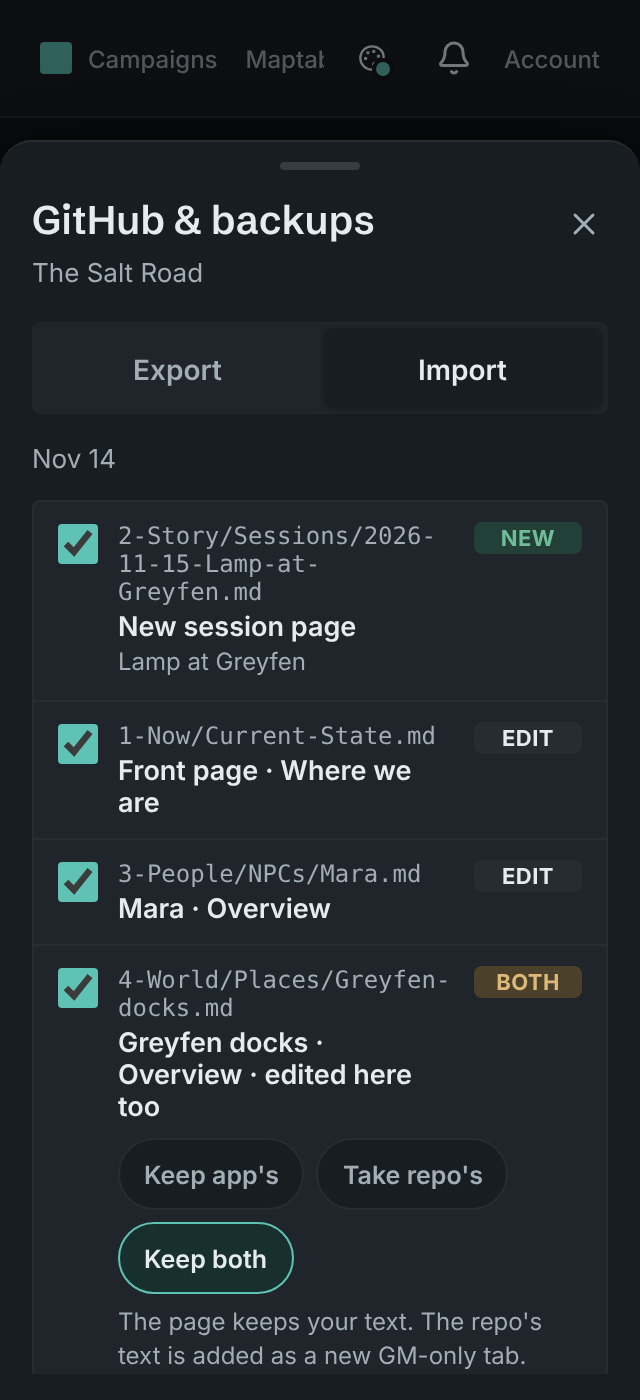 Campaigns Maptab Account
GitHub & backups
The Salt Road
Export Import
Nov 14
2-Story/Sessions/2026-
11-15-Lamp-at-
Greyfen.md
NEW
New session page
Lamp at Greyfen
1-Now/Current-State.md
EDIT
Front page · Where we
are
3-People/NPCs/Mara.md
EDIT
Mara · Overview
4-World/Places/Greyfen-
docks.md
BOTH
Greyfen docks ·
Overview · edited here
too
Keep app's Take repo's
Keep both
The page keeps your text. The repo's
text is added as a new GM-only tab.